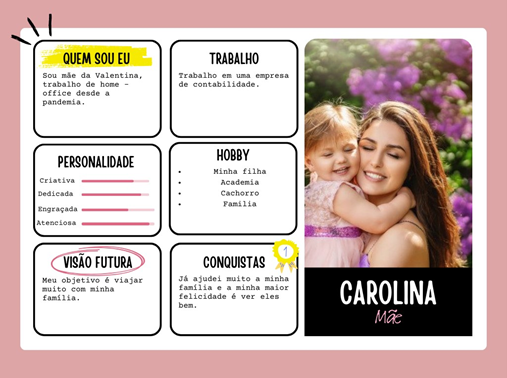 QUEM SOU EU
Sou mãe da Valentina,
trabalho de home -
office desde a
pandemia.
TRABALHO
Trabalho em uma empresa
de contabilidade.
PERSONALIDADE
Criativa
Dedicada
Engraçada
Atenciosa
HOBBY
• Minha filha
• Academia
• Cachorro
• Familia
VISÃO FUTURA
Meu objetivo é viajar
muito com minha
família.
CONQUISTAS
1
Já ajudei muito a minha
família e a minha maior
felicidade é ver eles
bem.
CAROLINA
Mãe